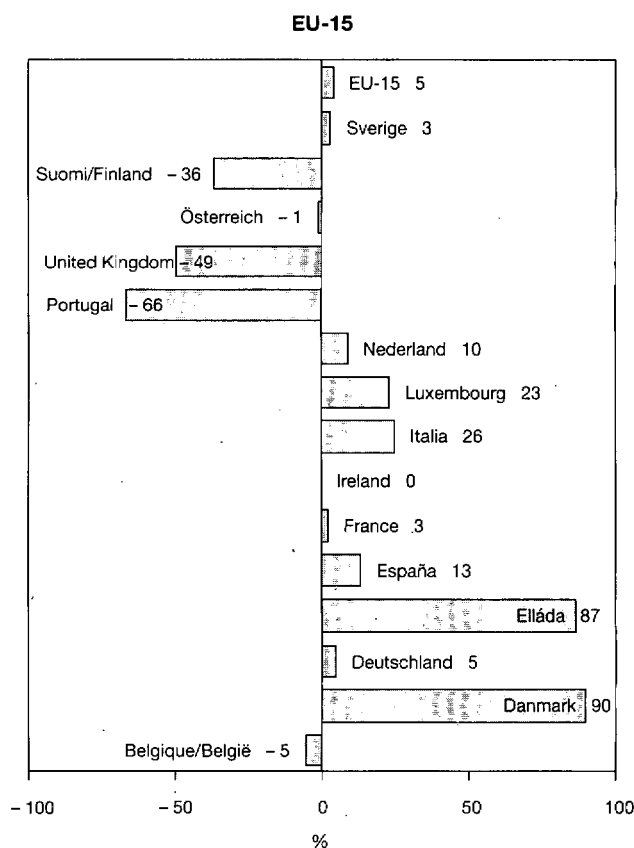 EU-15
EU-15 5
Sverige 3
Suomi/Finland – 36
Österreich – 1
United Kingdom – 49
Portugal – 66
Nederland 10
Luxembourg 23
Italia 26
Ireland 0
France 3
España 13
Elláda 87
Deutschland 5
Danmark 90
Belgique/België – 5
– 100 – 50 0 50 100
%